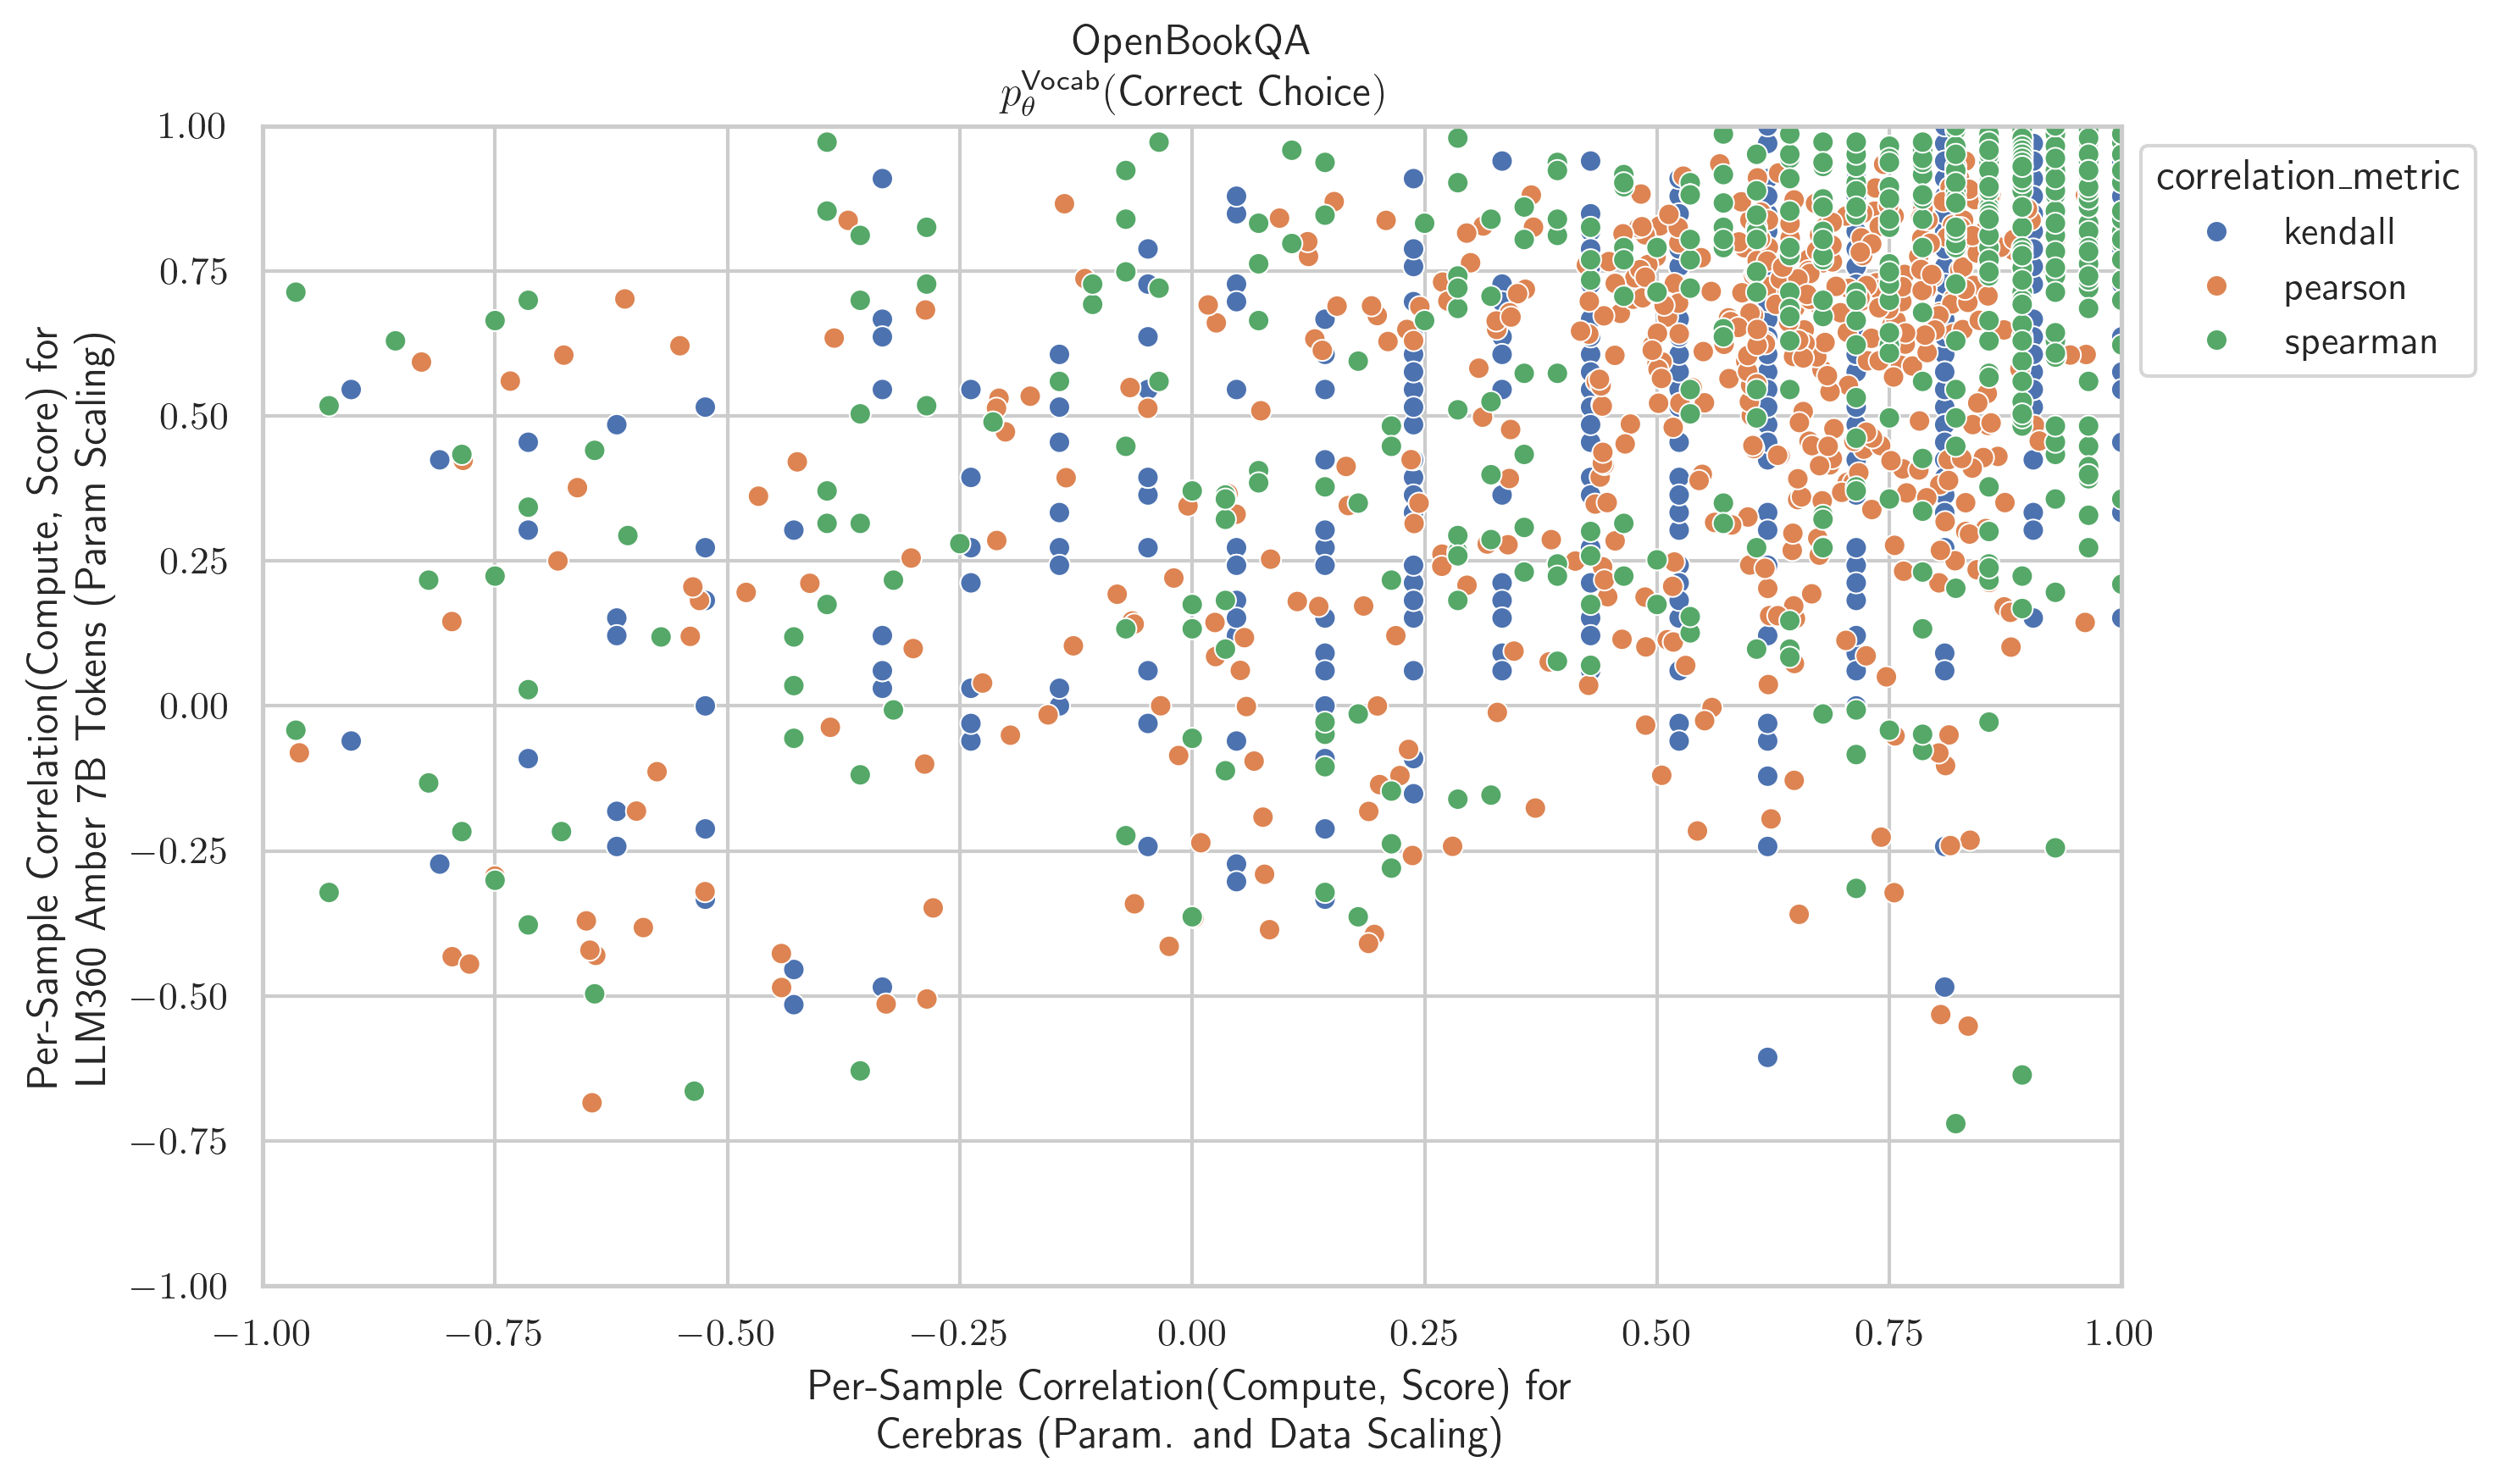 OpenBookQA
p_θ^Vocab(Correct Choice)
1.00
0.75
0.50
0.25
0.00
−0.25
−0.50
−0.75
−1.00
Per-Sample Correlation(Compute, Score) for
LLM360 Amber 7B Tokens (Param Scaling)
−1.00 −0.75 −0.50 −0.25 0.00 0.25 0.50 0.75 1.00
Per-Sample Correlation(Compute, Score) for
Cerebras (Param. and Data Scaling)
correlation_metric
kendall
pearson
spearman